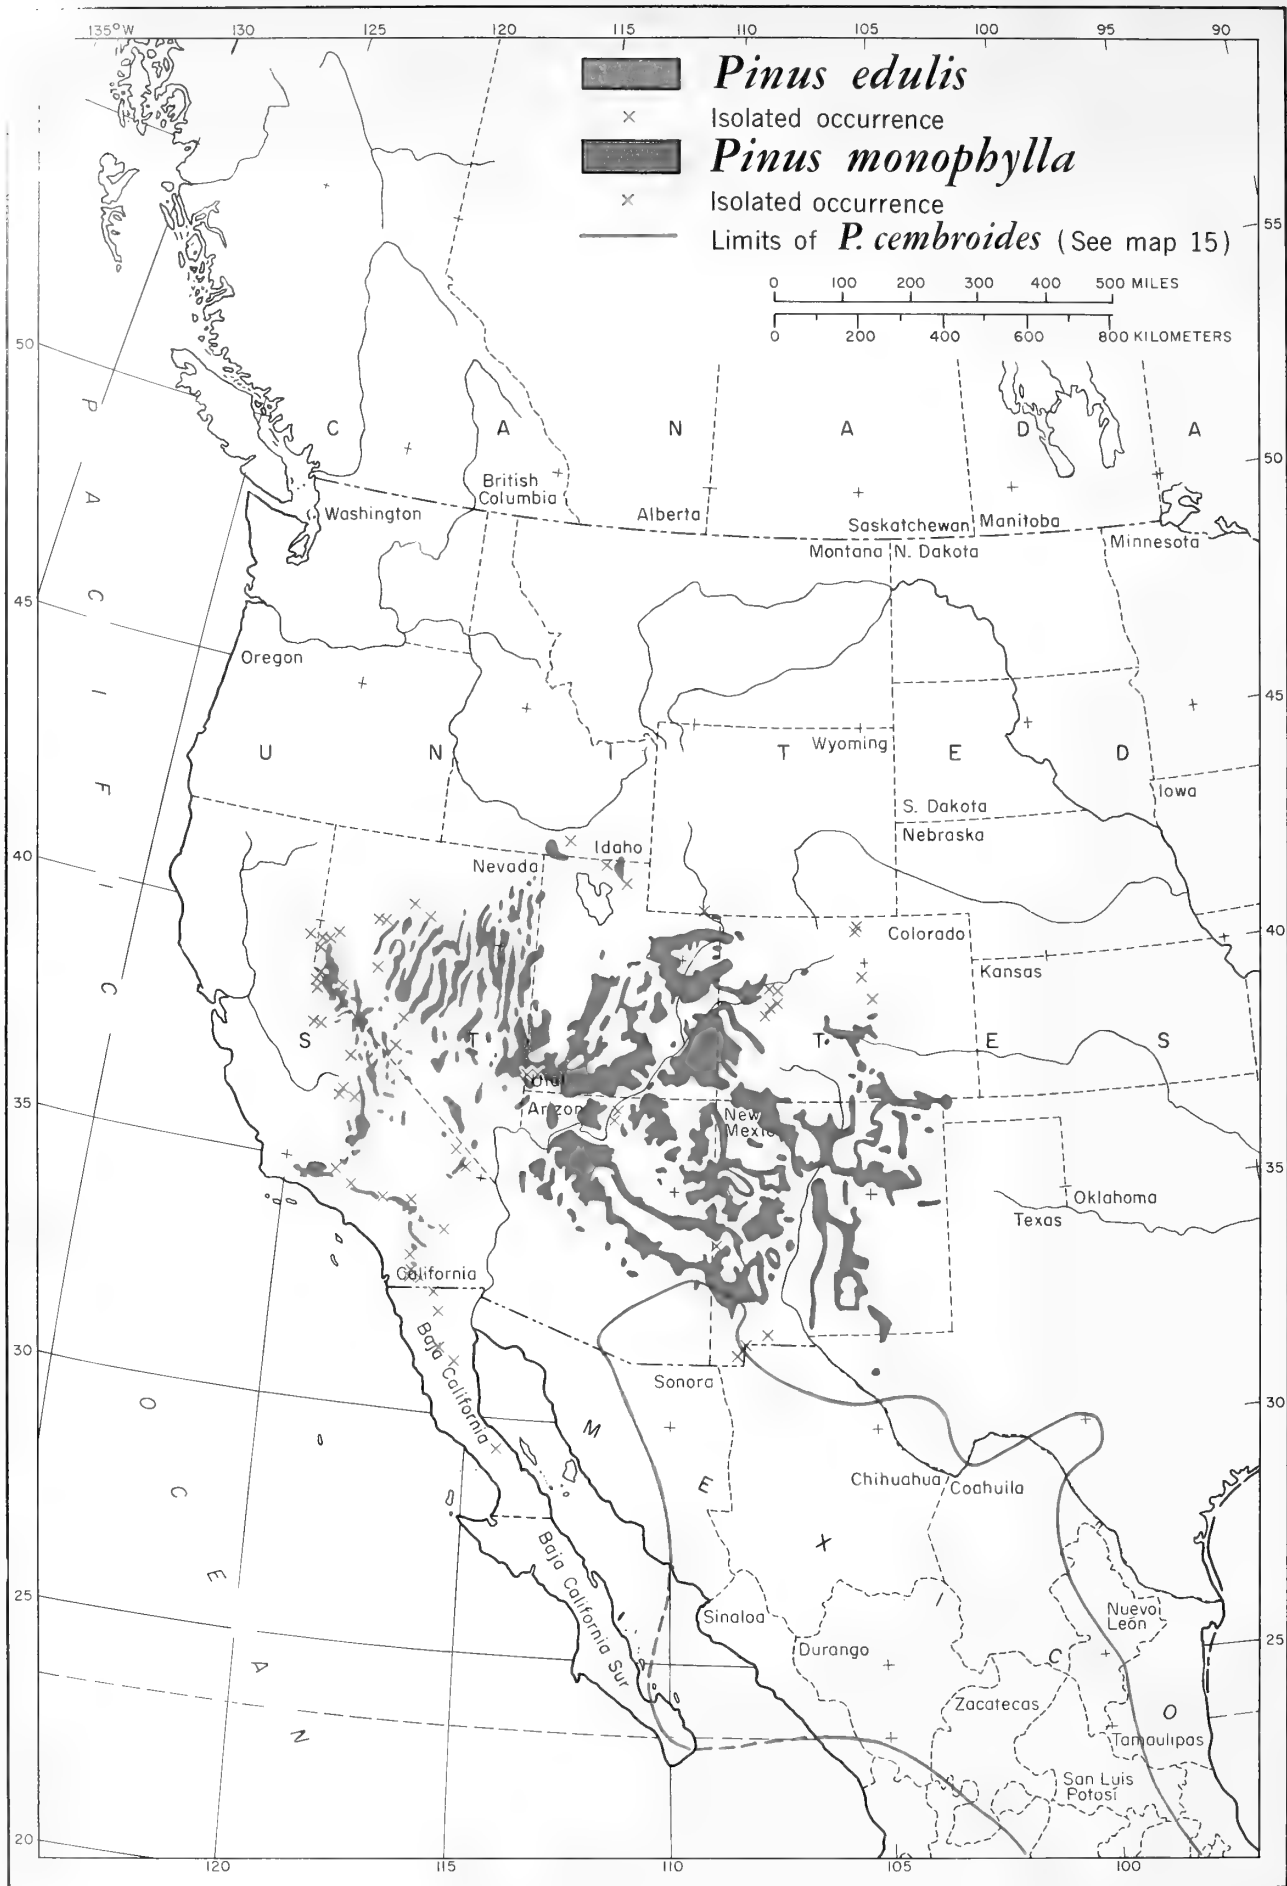 135°W 130 125 120 115 110 105 100 95 90
Pinus edulis
× Isolated occurrence
Pinus monophylla
× Isolated occurrence
Limits of P. cembroides (See map 15)
55
0 100 200 300 400 500 MILES
0 200 400 600 800 KILOMETERS
50
C A N A D A
50
British
Columbia
Washington
Alberta
Saskatchewan
Manitoba
Montana
N. Dakota
Minnesota
45
Oregon
45
U N I T E D
Wyoming
Iowa
S. Dakota
Nebraska
40
Idaho
Nevada
40
Colorado
Kansas
S T T E S
Utah
Arizon
New
Mexic
35
35
Oklahoma
Texas
California
30
Baja California
Sonora
30
M E X I C O
Chihuahua
Coahuila
Baja California Sur
25
Sinaloa
Nuevo
León
Durango
25
Zacatecas
Tamaulipas
San Luis
Potosí
PACIFIC OCEAN
20
120 115 110 105 100